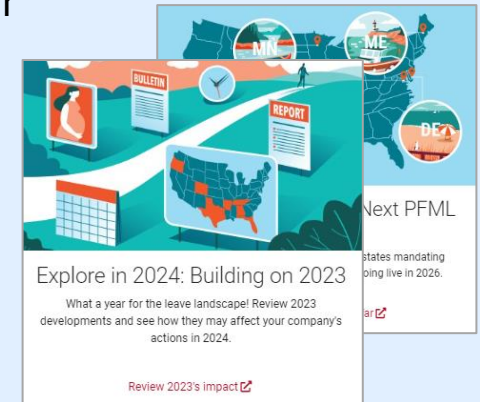 MN
ME
DE
BULLETIN
REPORT
Next PFML
states mandating
oing live in 2026.
ar
Explore in 2024: Building on 2023
What a year for the leave landscape! Review 2023
developments and see how they may affect your company's
actions in 2024.
Review 2023's impact